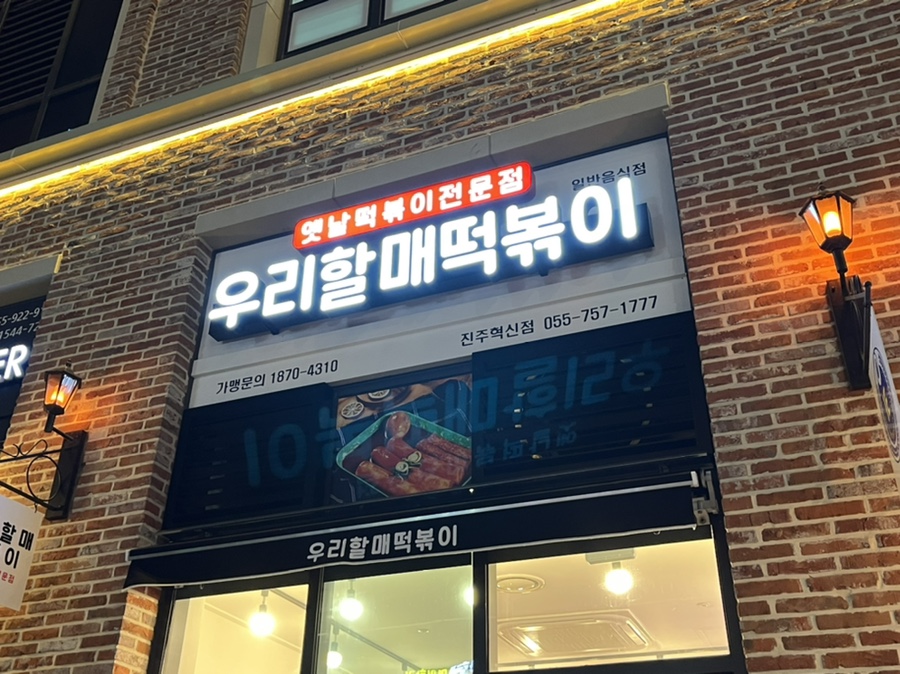 옛날떡볶이전문점
일반음식점
우리할매떡볶이
진주혁신점 055-757-1777
가맹문의 1870-4310
우리할매떡볶이